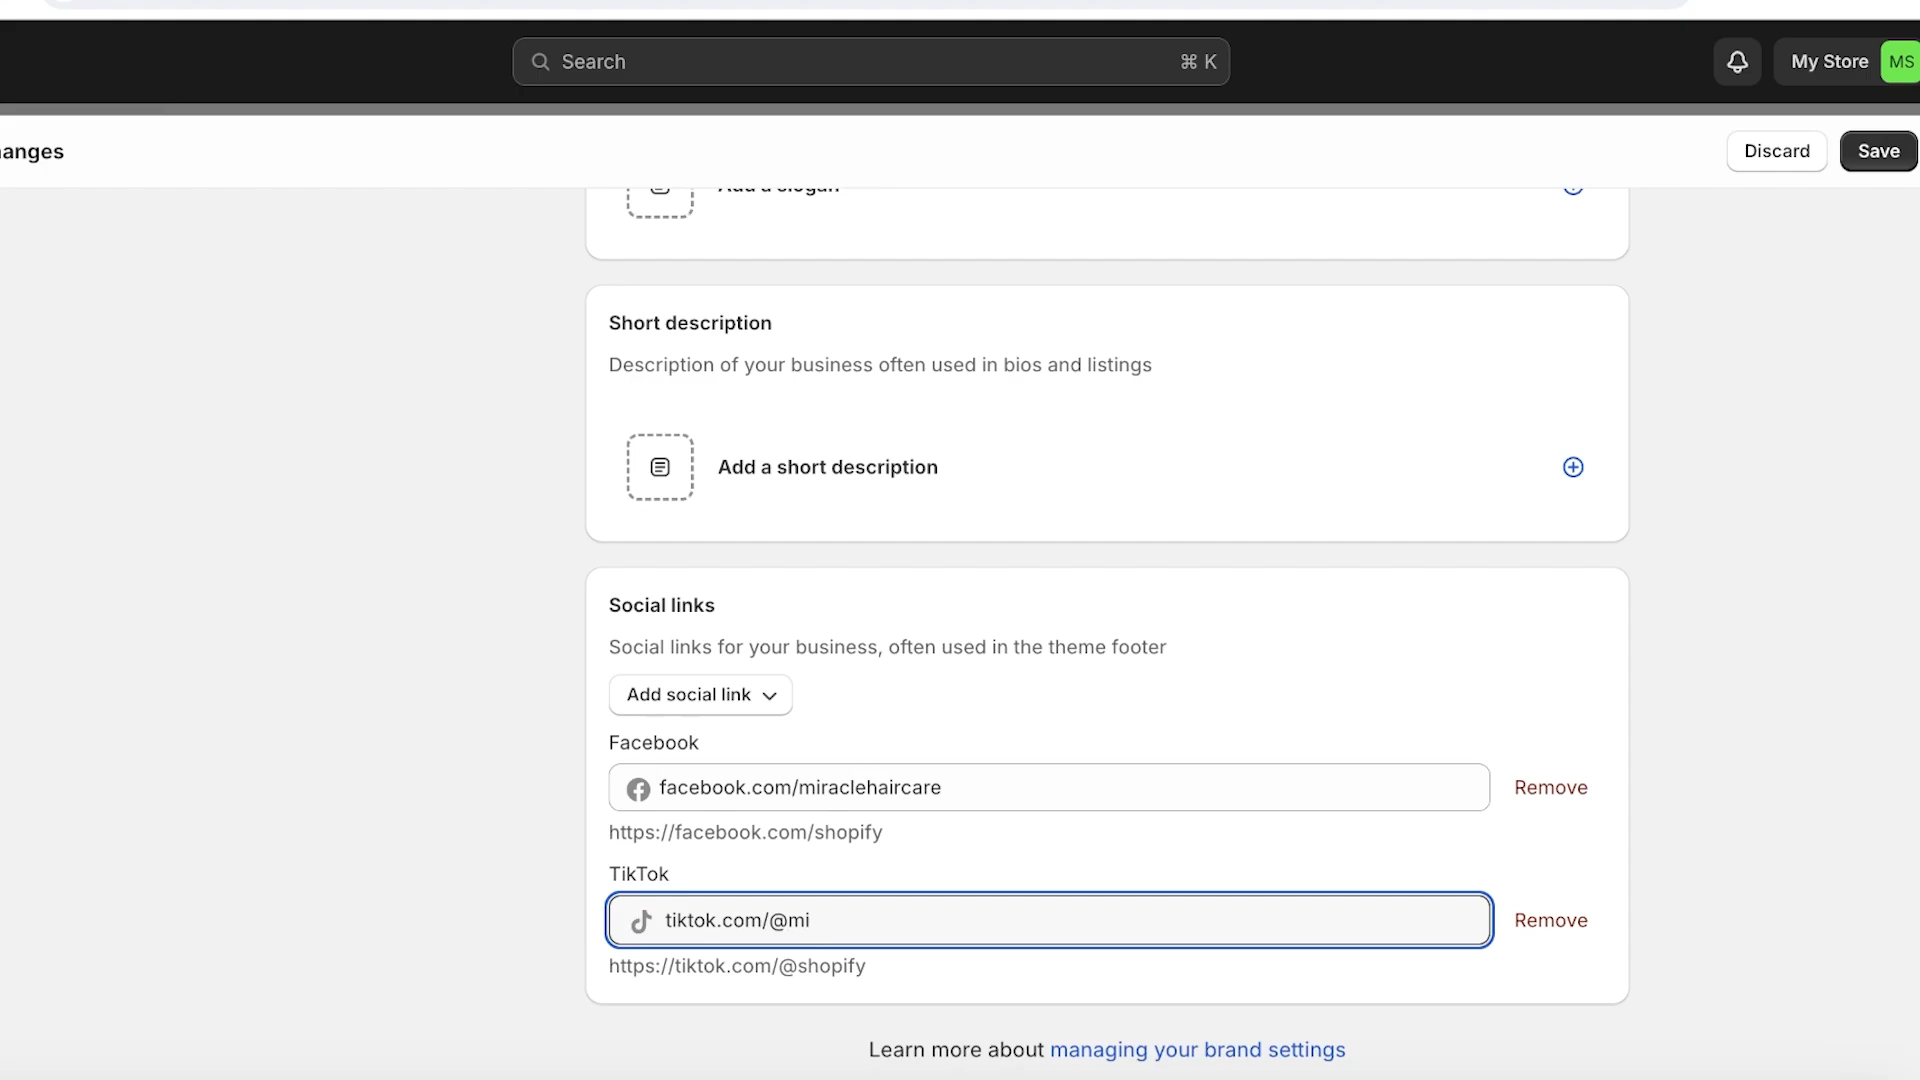 Search
⌘ K
My Store
MS
anges
Discard
Save
Add a slogan
Short description
Description of your business often used in bios and listings
Add a short description
Social links
Social links for your business, often used in the theme footer
Add social link
Facebook
facebook.com/miraclehaircare
Remove
https://facebook.com/shopify
TikTok
tiktok.com/@mi
Remove
https://tiktok.com/@shopify
Learn more about managing your brand settings